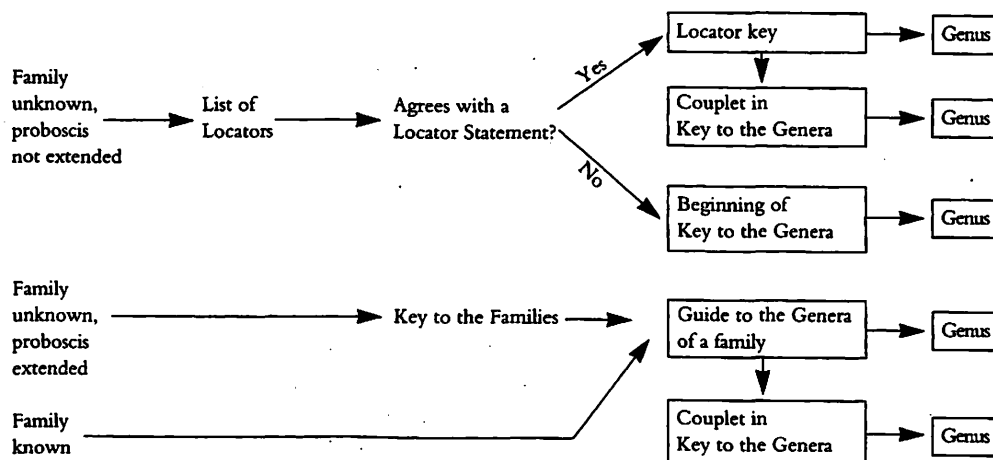 Family
unknown,
proboscis
not extended
List of
Locators
Agrees with a
Locator Statement?
Yes
No
Locator key
Genus
Couplet in
Key to the Genera
Genus
Beginning of
Key to the Genera
Genus
Family
unknown,
proboscis
extended
Key to the Families
Guide to the Genera
of a family
Genus
Family
known
Couplet in
Key to the Genera
Genus